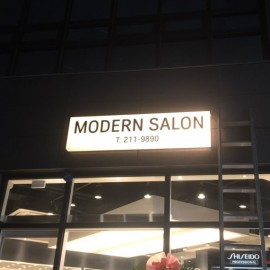 MODERN SALON
T. 211-9890
SHISEIDO
PROFESSIONAL